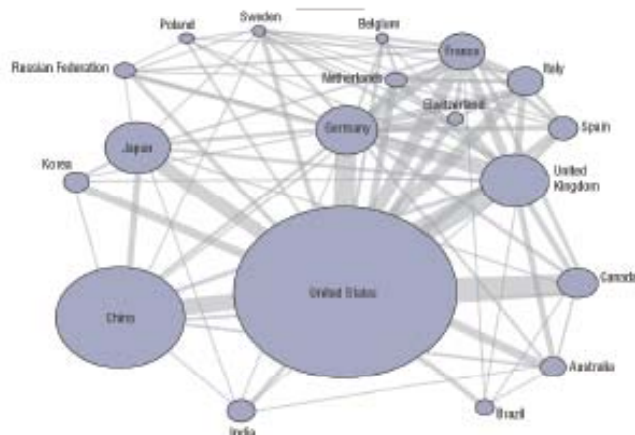 Sweden
Poland
Belgium
France
Russian Federation
Netherlands
Italy
Switzerland
Germany
Spain
Japan
Korea
United
Kingdom
United States
Canada
China
Australia
Brazil
India